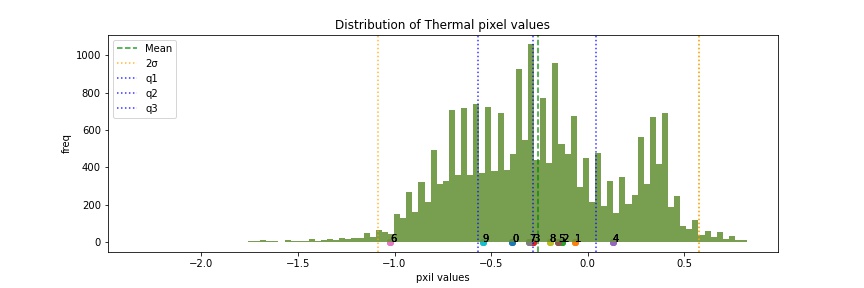 Distribution of Thermal pixel values
Mean
2σ
q1
q2
q3
freq
1000
800
600
400
200
0
6 9 0 7 3 8 5 2 1 4
−2.0 −1.5 −1.0 −0.5 0.0 0.5
pxil values